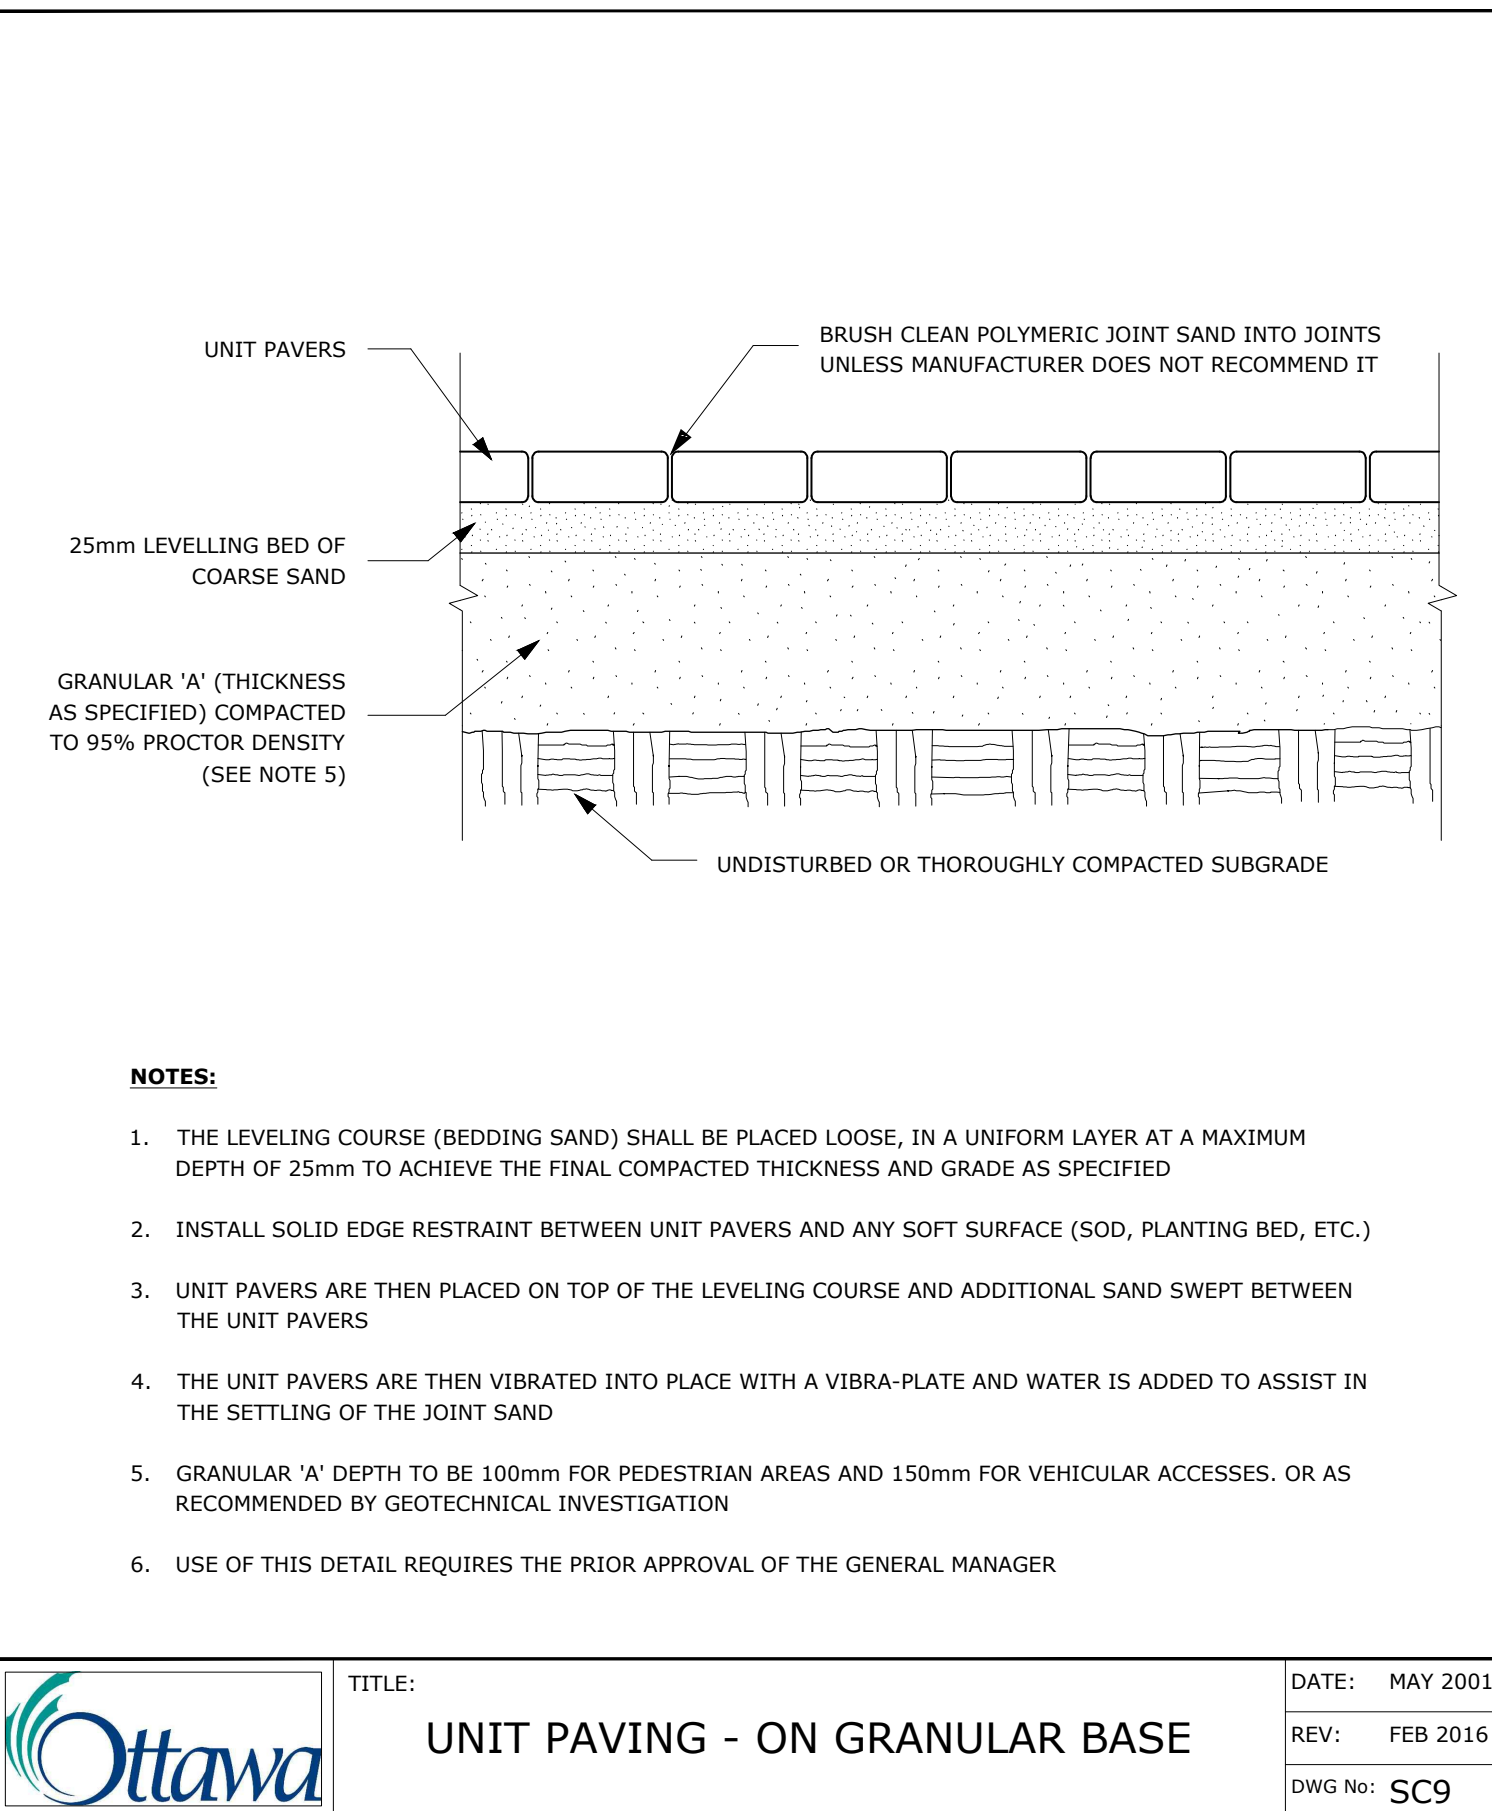 UNIT PAVERS
BRUSH CLEAN POLYMERIC JOINT SAND INTO JOINTS
UNLESS MANUFACTURER DOES NOT RECOMMEND IT
25mm LEVELLING BED OF
COARSE SAND
GRANULAR 'A' (THICKNESS
AS SPECIFIED) COMPACTED
TO 95% PROCTOR DENSITY
(SEE NOTE 5)
UNDISTURBED OR THOROUGHLY COMPACTED SUBGRADE
NOTES:
1. THE LEVELING COURSE (BEDDING SAND) SHALL BE PLACED LOOSE, IN A UNIFORM LAYER AT A MAXIMUM
DEPTH OF 25mm TO ACHIEVE THE FINAL COMPACTED THICKNESS AND GRADE AS SPECIFIED
2. INSTALL SOLID EDGE RESTRAINT BETWEEN UNIT PAVERS AND ANY SOFT SURFACE (SOD, PLANTING BED, ETC.)
3. UNIT PAVERS ARE THEN PLACED ON TOP OF THE LEVELING COURSE AND ADDITIONAL SAND SWEPT BETWEEN
THE UNIT PAVERS
4. THE UNIT PAVERS ARE THEN VIBRATED INTO PLACE WITH A VIBRA-PLATE AND WATER IS ADDED TO ASSIST IN
THE SETTLING OF THE JOINT SAND
5. GRANULAR 'A' DEPTH TO BE 100mm FOR PEDESTRIAN AREAS AND 150mm FOR VEHICULAR ACCESSES. OR AS
RECOMMENDED BY GEOTECHNICAL INVESTIGATION
6. USE OF THIS DETAIL REQUIRES THE PRIOR APPROVAL OF THE GENERAL MANAGER
Ottawa
TITLE:
UNIT PAVING - ON GRANULAR BASE
DATE: MAY 2001
REV: FEB 2016
DWG No: SC9